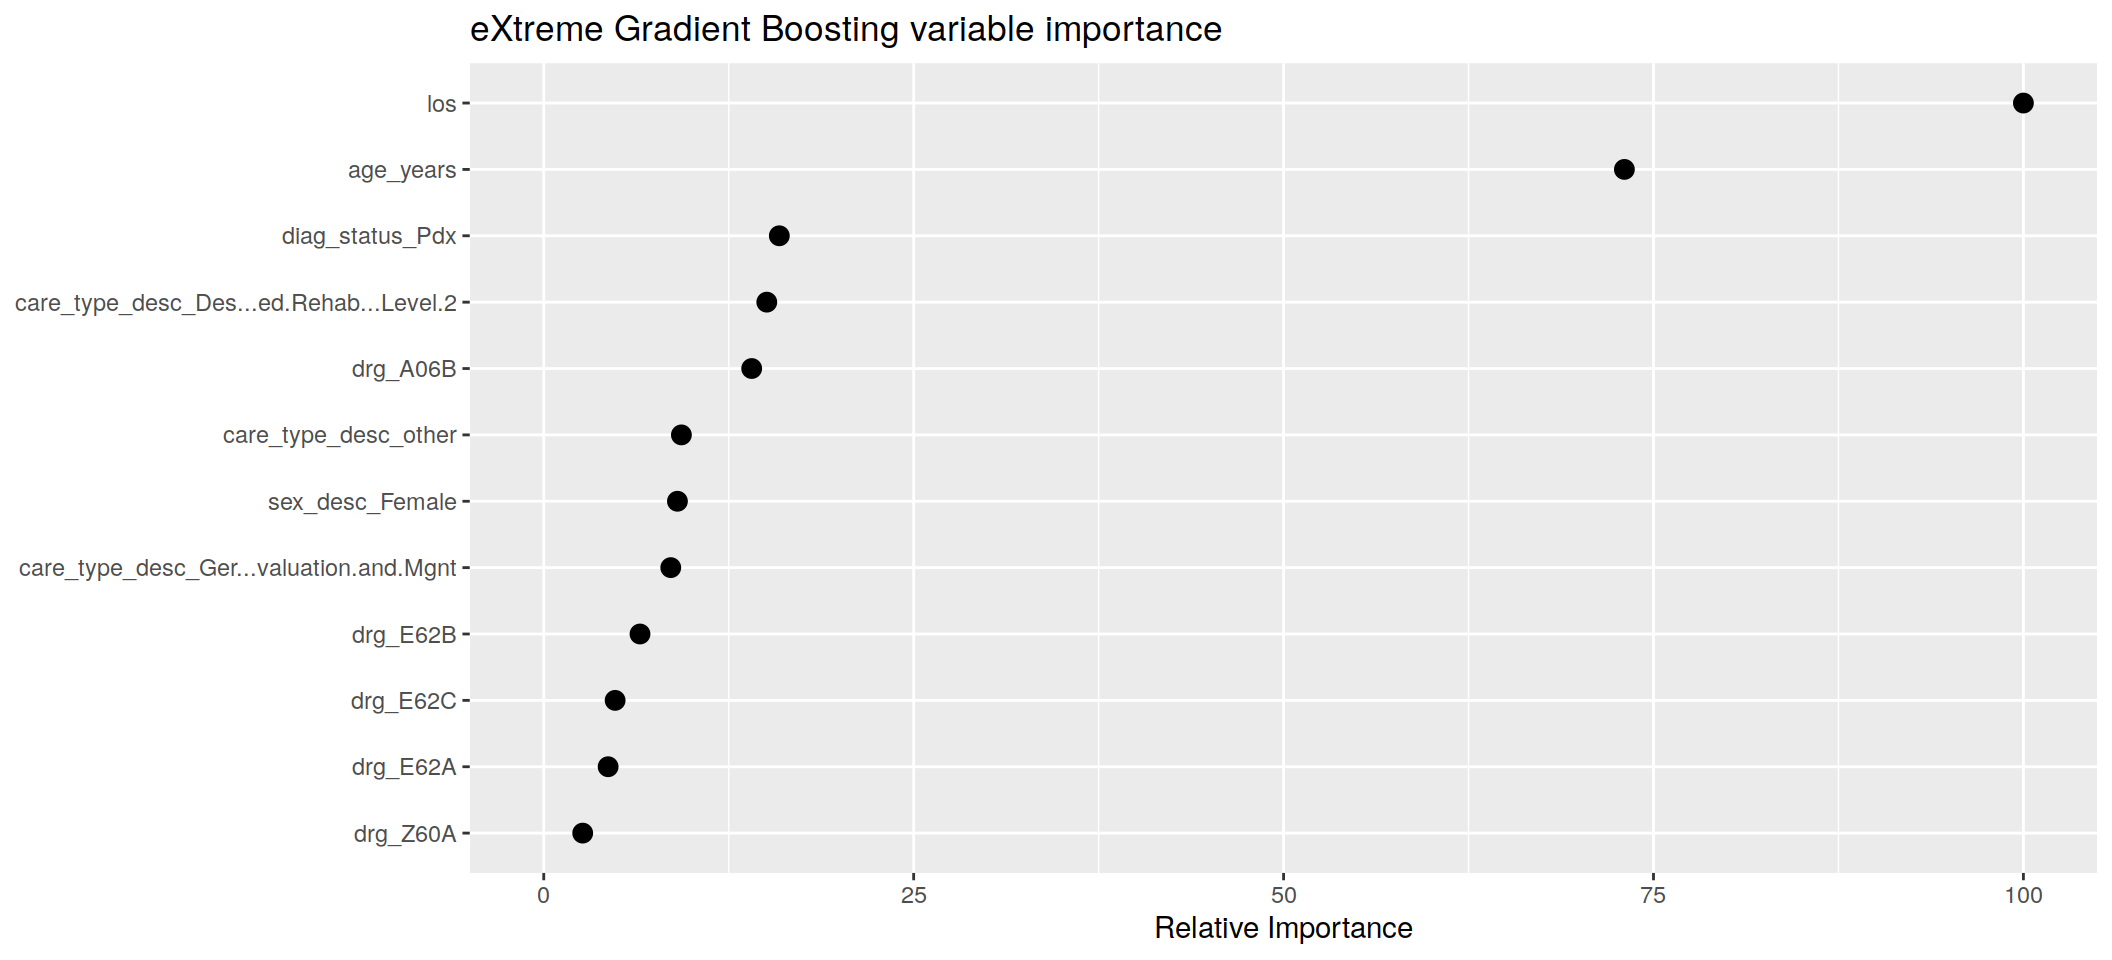 eXtreme Gradient Boosting variable importance
los
age_years
diag_status_Pdx
care_type_desc_Des...ed.Rehab...Level.2
drg_A06B
care_type_desc_other
sex_desc_Female
care_type_desc_Ger...valuation.and.Mgnt
drg_E62B
drg_E62C
drg_E62A
drg_Z60A
0 25 50 75 100
Relative Importance